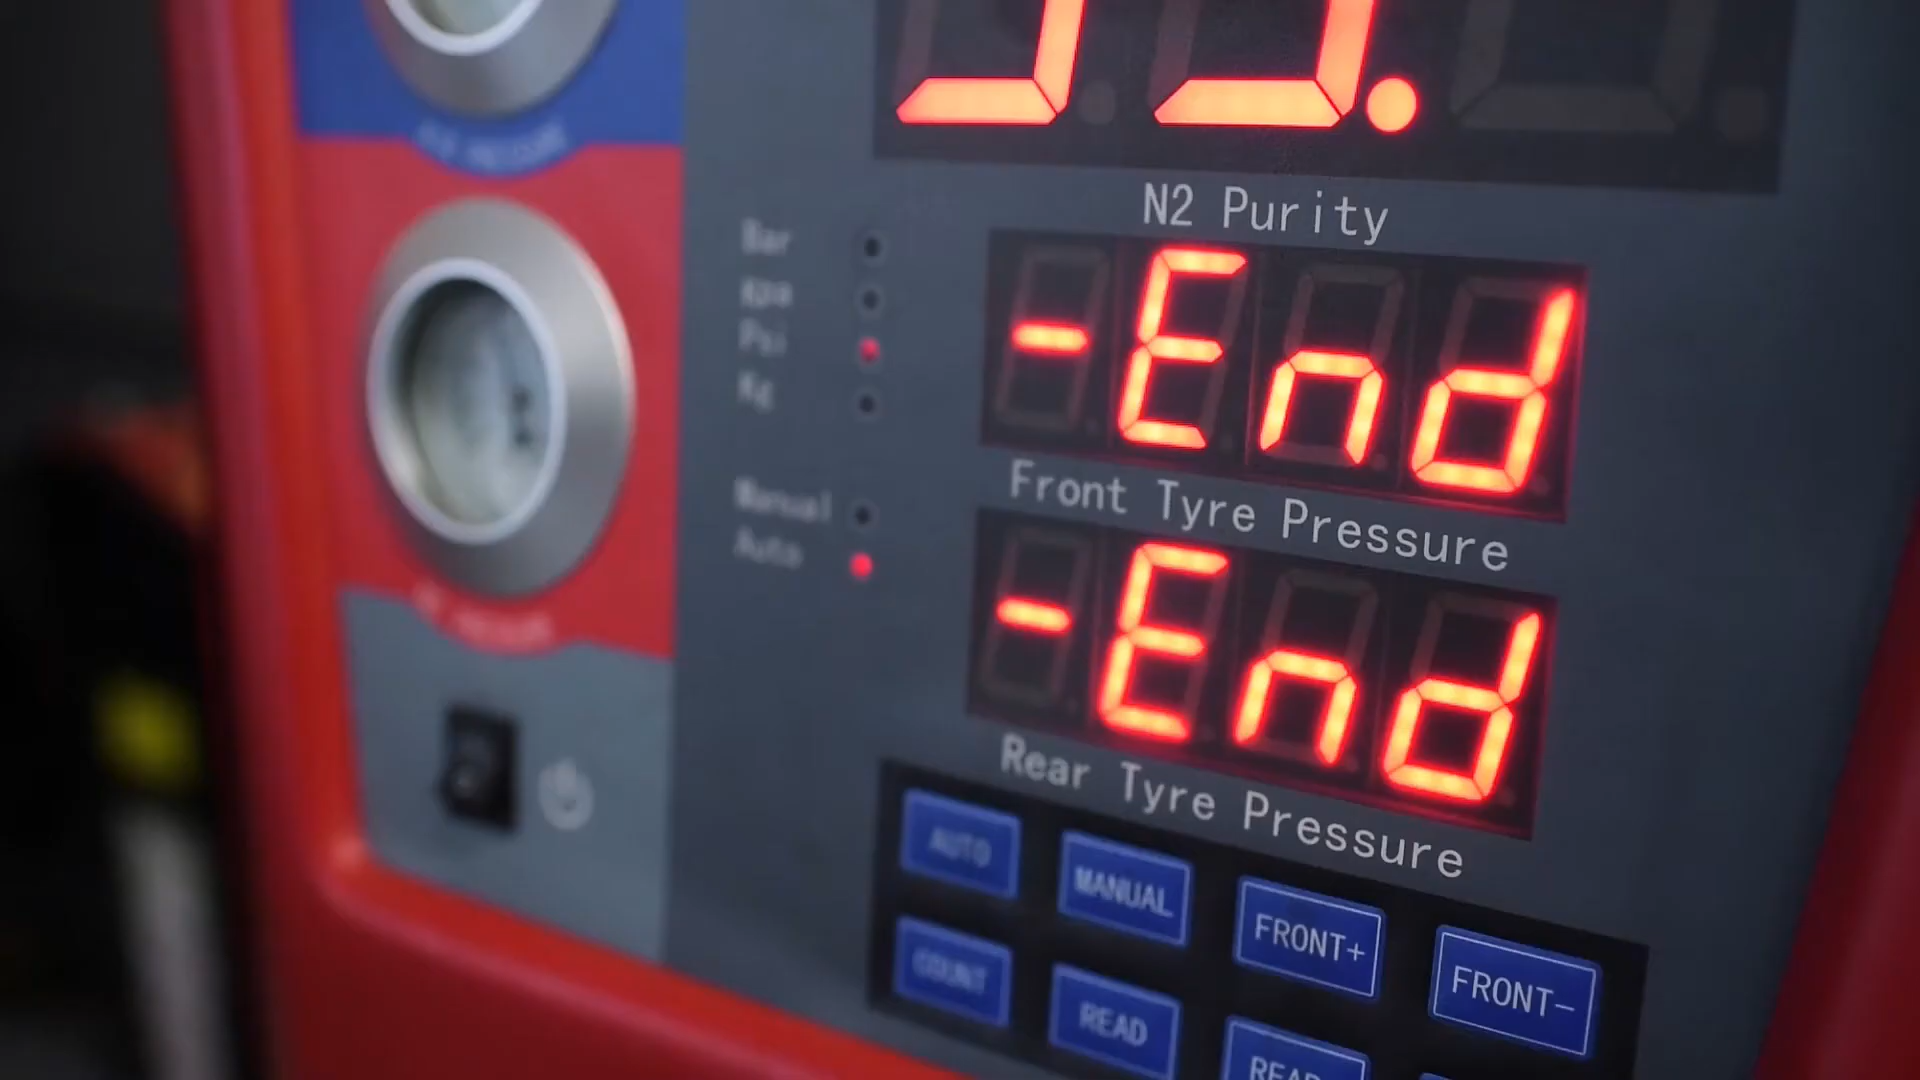 N2 Purity
Bar
Kpa
Psi
Kg
-End
Front Tyre Pressure
Manual
Auto
-End
Rear Tyre Pressure
AUTO
MANUAL
FRONT+
FRONT-
COUNT
READ